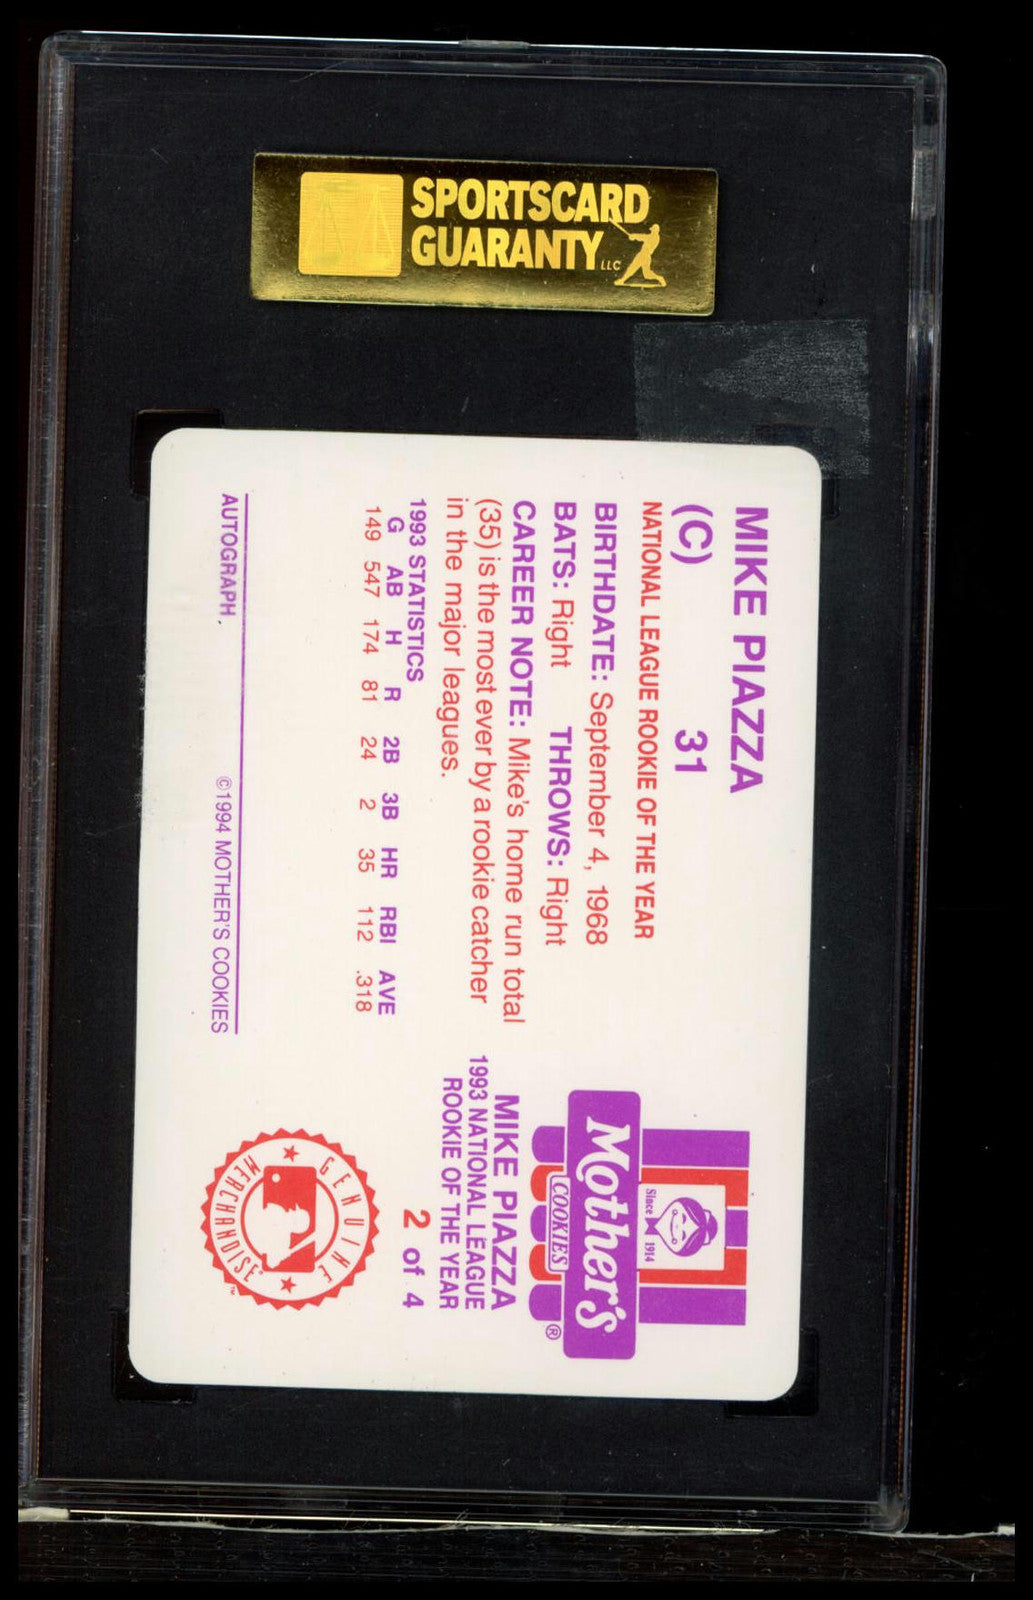 SPORTSCARD
GUARANTY LLC
MIKE PIAZZA
(C) 31
NATIONAL LEAGUE ROOKIE OF THE YEAR
BIRTHDATE: September 4, 1968
BATS: Right THROWS: Right
CAREER NOTE: Mike's home run total
(35) is the most ever by a rookie catcher
in the major leagues.
1993 STATISTICS
G AB H R 2B 3B HR RBI AVE
149 547 174 81 24 2 35 112 .318
AUTOGRAPH
©1994 MOTHER'S COOKIES
Since 1914
Mother's
COOKIES ®
MIKE PIAZZA
1993 NATIONAL LEAGUE
ROOKIE OF THE YEAR
2 of 4
GENUINE
MERCHANDISE ™